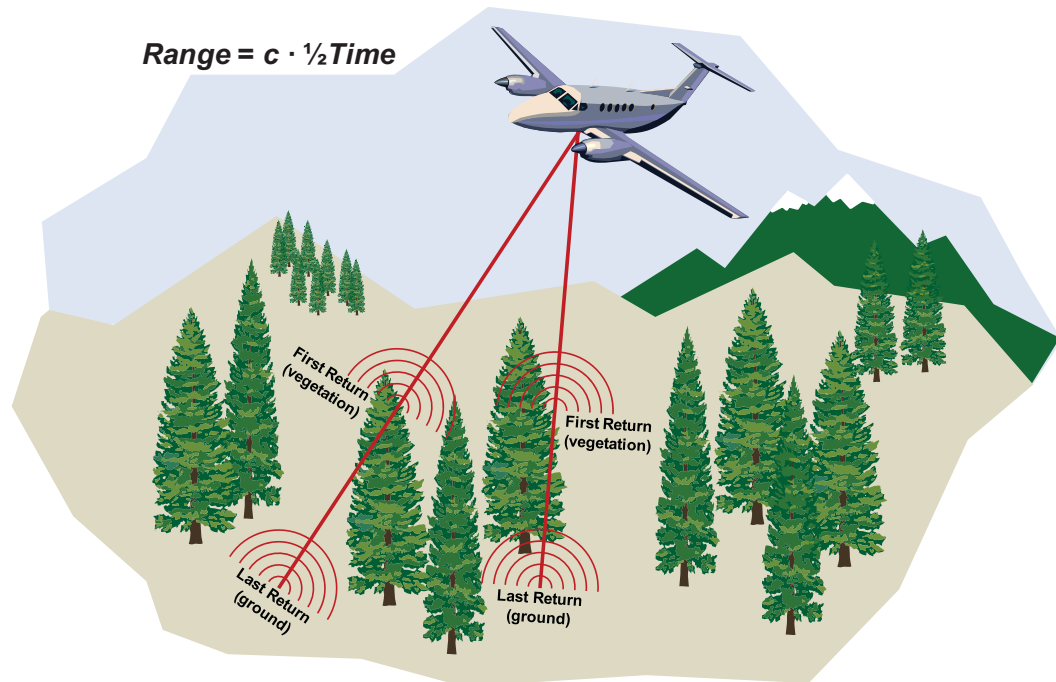 Range = c · ½Time
First Return
(vegetation)
First Return
(vegetation)
Last Return
(ground)
Last Return
(ground)